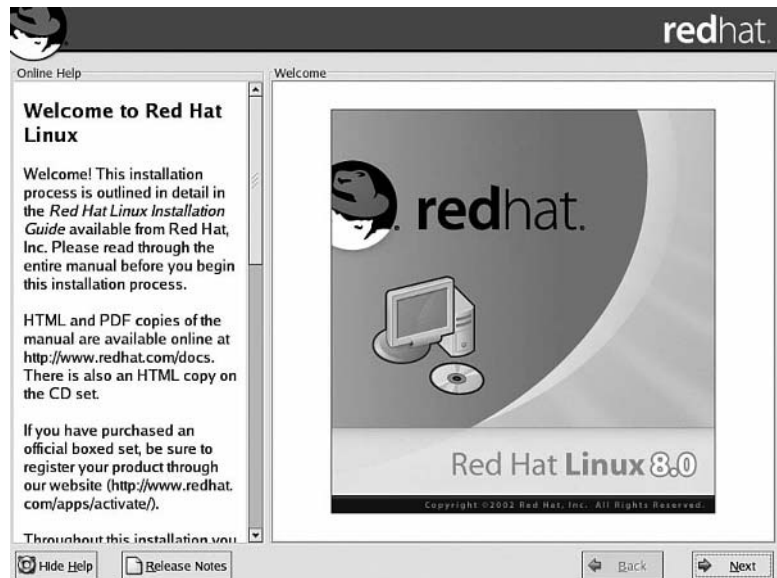 redhat.
Online Help
Welcome
Welcome to Red Hat
Linux
Welcome! This installation
process is outlined in detail in
the Red Hat Linux Installation
Guide available from Red Hat,
Inc. Please read through the
entire manual before you begin
this installation process.
HTML and PDF copies of the
manual are available online at
http://www.redhat.com/docs.
There is also an HTML copy on
the CD set.
If you have purchased an
official boxed set, be sure to
register your product through
our website (http://www.redhat.
com/apps/activate/).
Throughout this installation you
redhat.
Red Hat Linux 8.0
Copyright ©2002 Red Hat, Inc. All Rights Reserved.
Hide Help
Release Notes
Back
Next